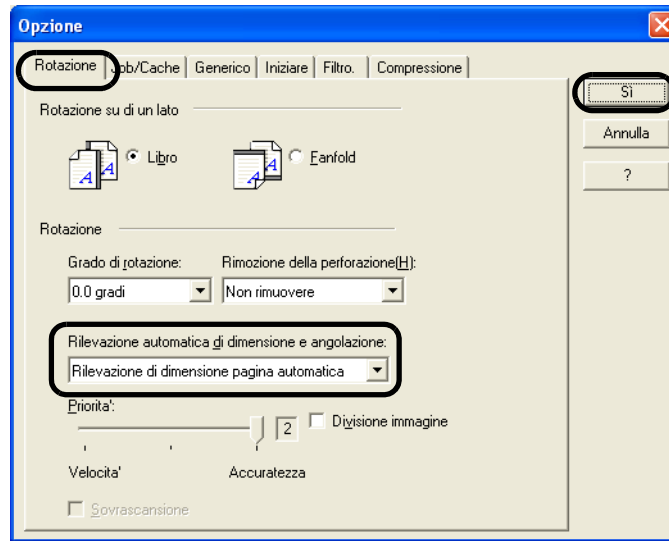 Opzione
Rotazione Job/Cache Generico Iniziare Filtro. Compressione
Sì
Annulla
?
Rotazione su di un lato
A A Libro A A Fanfold
Rotazione
Grado di rotazione: Rimozione della perforazione(H):
0.0 gradi Non rimuovere
Rilevazione automatica di dimensione e angolazione:
Rilevazione di dimensione pagina automatica
Priorita':
2 Divisione immagine
Velocita' Accuratezza
Sovrascansione